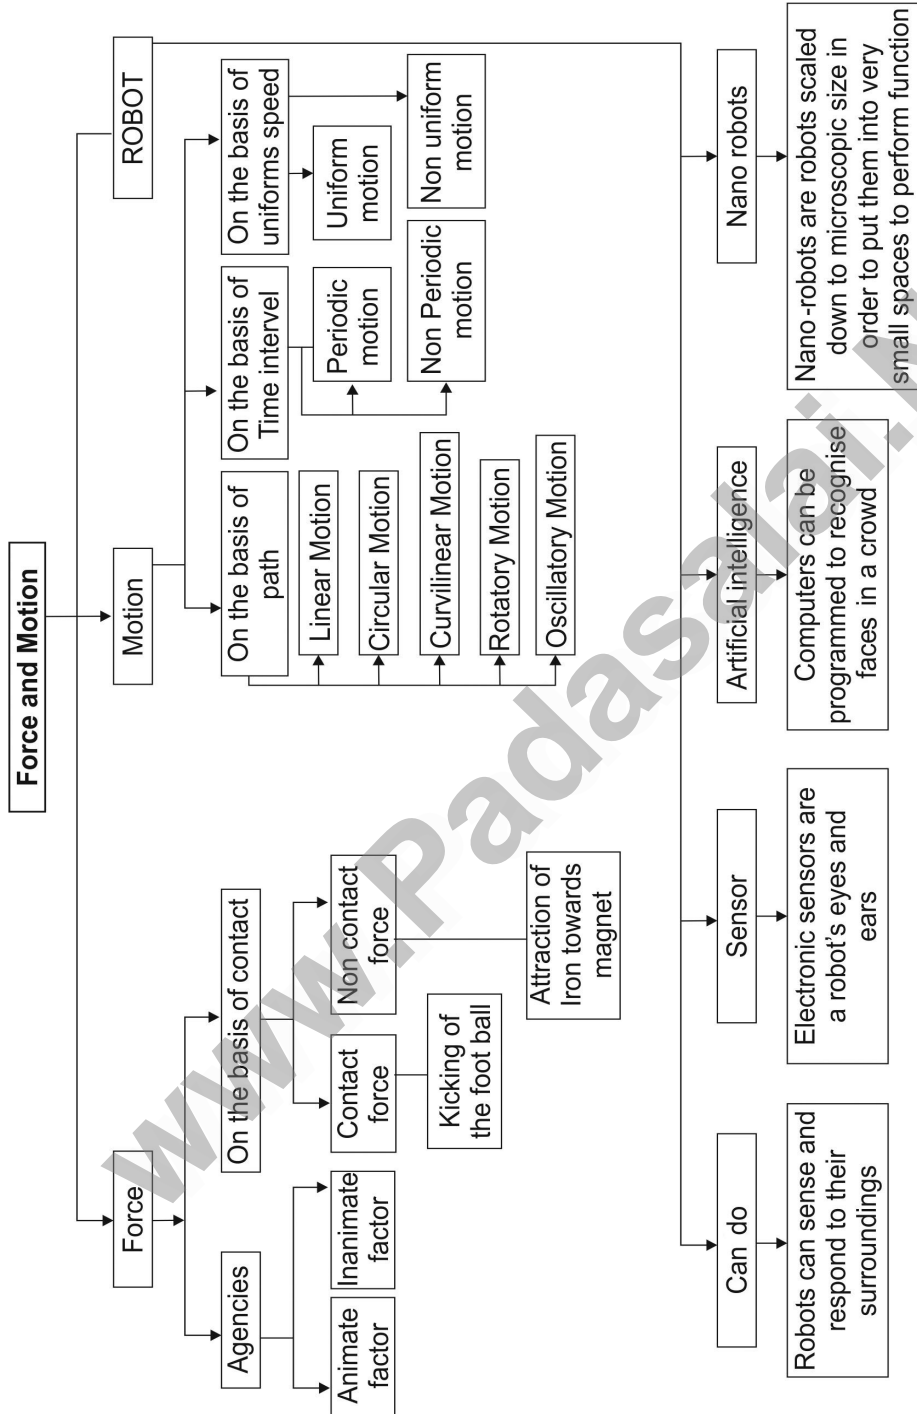 Force and Motion
Force
Motion
ROBOT
Agencies
On the basis of contact
On the basis of
path
On the basis of
Time intervel
On the basis of
uniforms speed
Animate
factor
Inanimate
factor
Contact
force
Non contact
force
Kicking of
the foot ball
Attraction of
Iron towards
magnet
Linear Motion
Circular Motion
Curvilinear Motion
Rotatory Motion
Oscillatory Motion
Periodic
motion
Non Periodic
motion
Uniform
motion
Non uniform
motion
Can do
Sensor
Artificial intelligence
Nano robots
Robots can sense and
respond to their
surroundings
Electronic sensors are
a robot's eyes and
ears
Computers can be
programmed to recognise
faces in a crowd
Nano-robots are robots scaled
down to microscopic size in
order to put them into very
small spaces to perform function
www.Padasalai.N